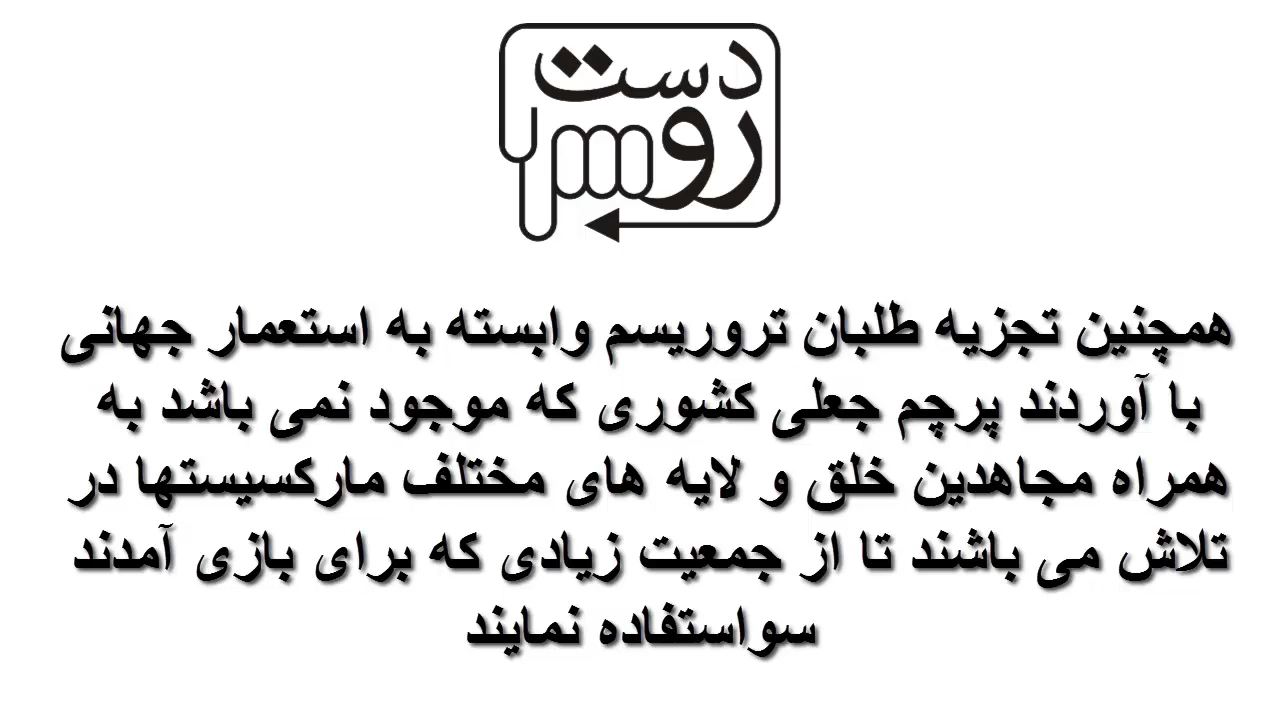 دست
رو
همچنین تجزیه طلبان تروریسم وابسته به استعمار جهانی
با آوردند پرچم جعلی کشوری که موجود نمی باشد به
همراه مجاهدین خلق و لایه های مختلف مارکسیستها در
تلاش می باشند تا از جمعیت زیادی که برای بازی آمدند
سواستفاده نمایند